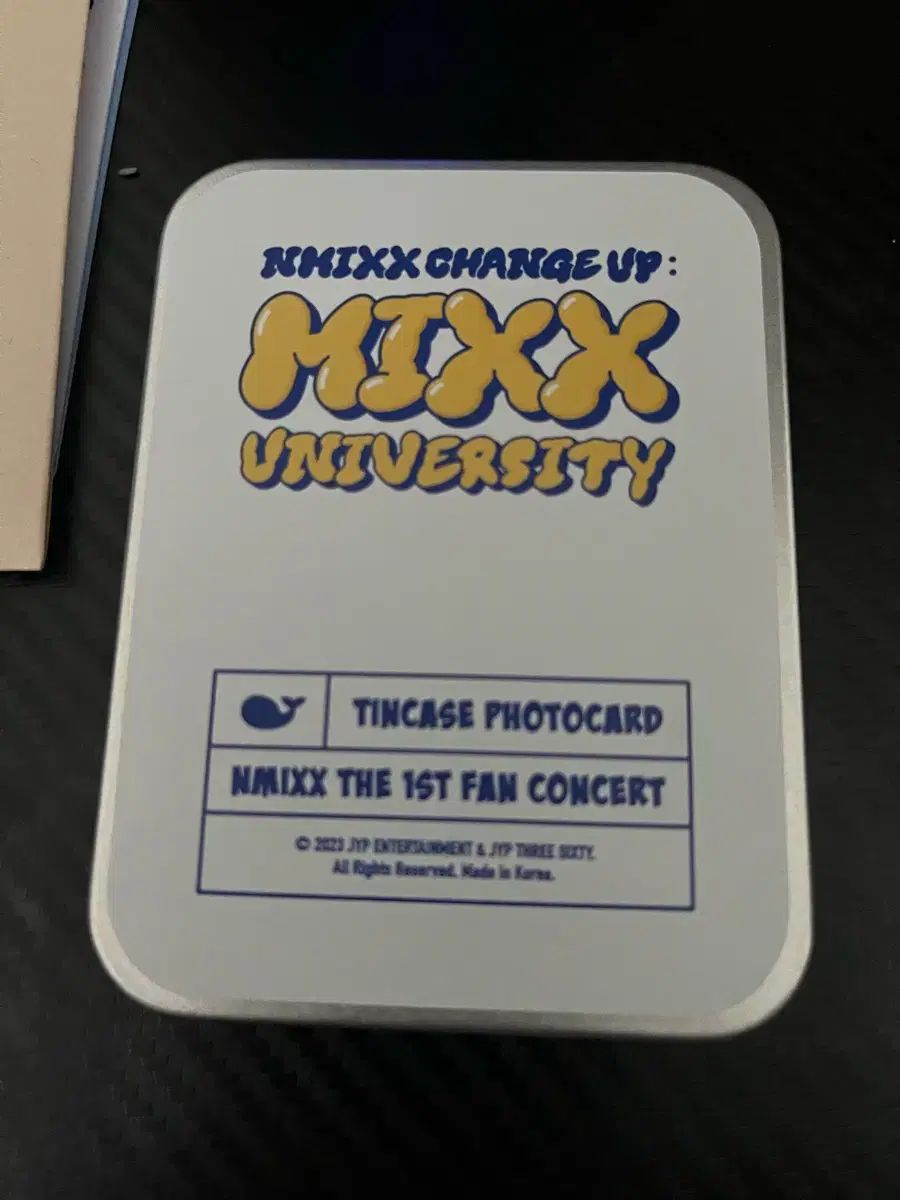 NMIXX CHANGE UP:
MIXX
UNIVERSITY
TINCASE PHOTOCARD
NMIXX THE 1ST FAN CONCERT
© 2023 JYP ENTERTAINMENT & JYP THREE SIXTY.
All Rights Reserved. Made in Korea.